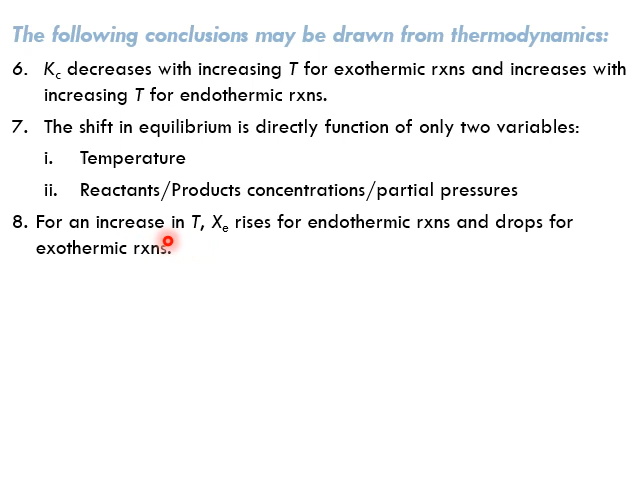 The following conclusions may be drawn from thermodynamics:
6. Kc decreases with increasing T for exothermic rxns and increases with
increasing T for endothermic rxns.
7. The shift in equilibrium is directly function of only two variables:
i. Temperature
ii. Reactants/Products concentrations/partial pressures
8. For an increase in T, Xe rises for endothermic rxns and drops for
exothermic rxns.